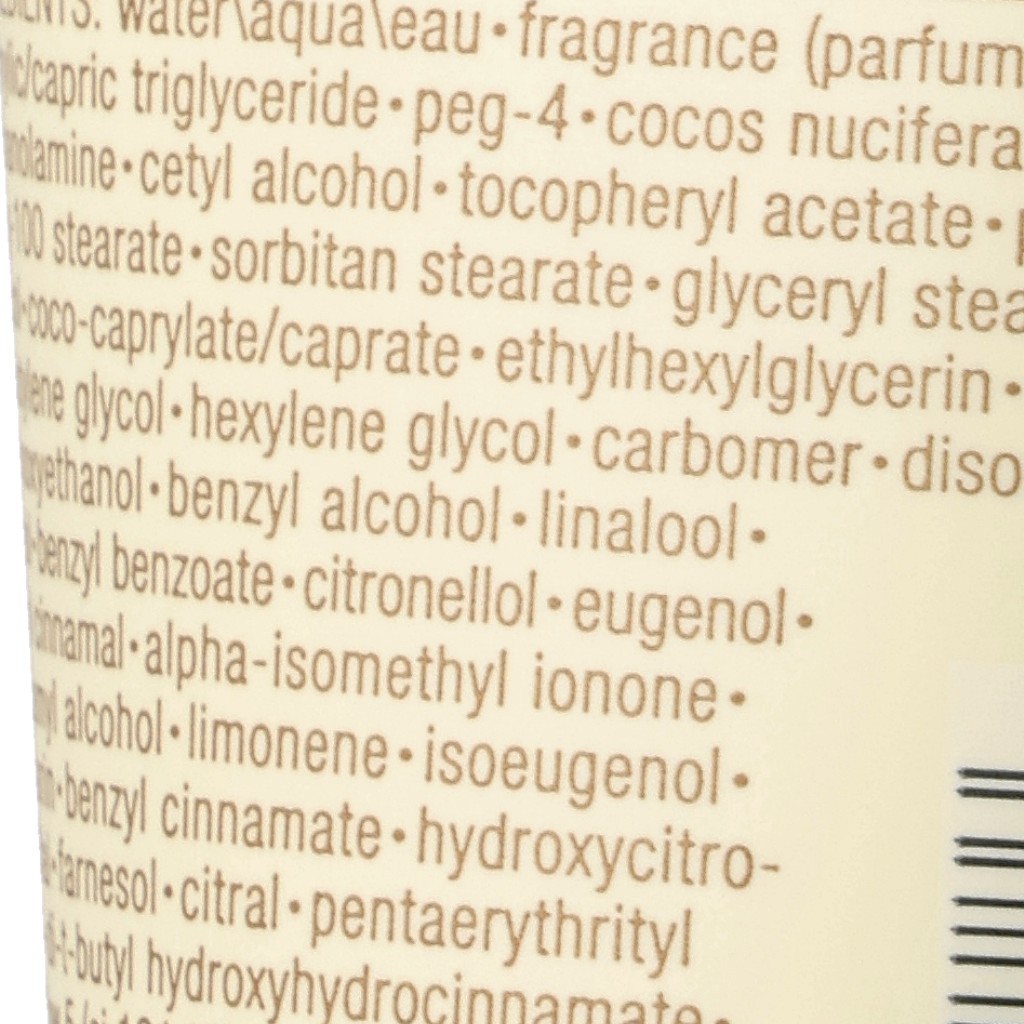 water\aqua\eau • fragrance (parfum
capric triglyceride • peg-4 • cocos nucifera
cetyl alcohol • tocopheryl acetate •
100 stearate • sorbitan stearate • glyceryl
coco-caprylate/caprate • ethylhexylglycerin •
glycol • hexylene glycol • carbomer •
benzyl alcohol • linalool •
benzyl benzoate • citronellol • eugenol •
alpha-isomethyl ionone •
alcohol • limonene • isoeugenol •
benzyl cinnamate • hydroxycitro-
farnesol • citral • pentaerythrityl
t-butyl hydroxyhydrocinnamate •